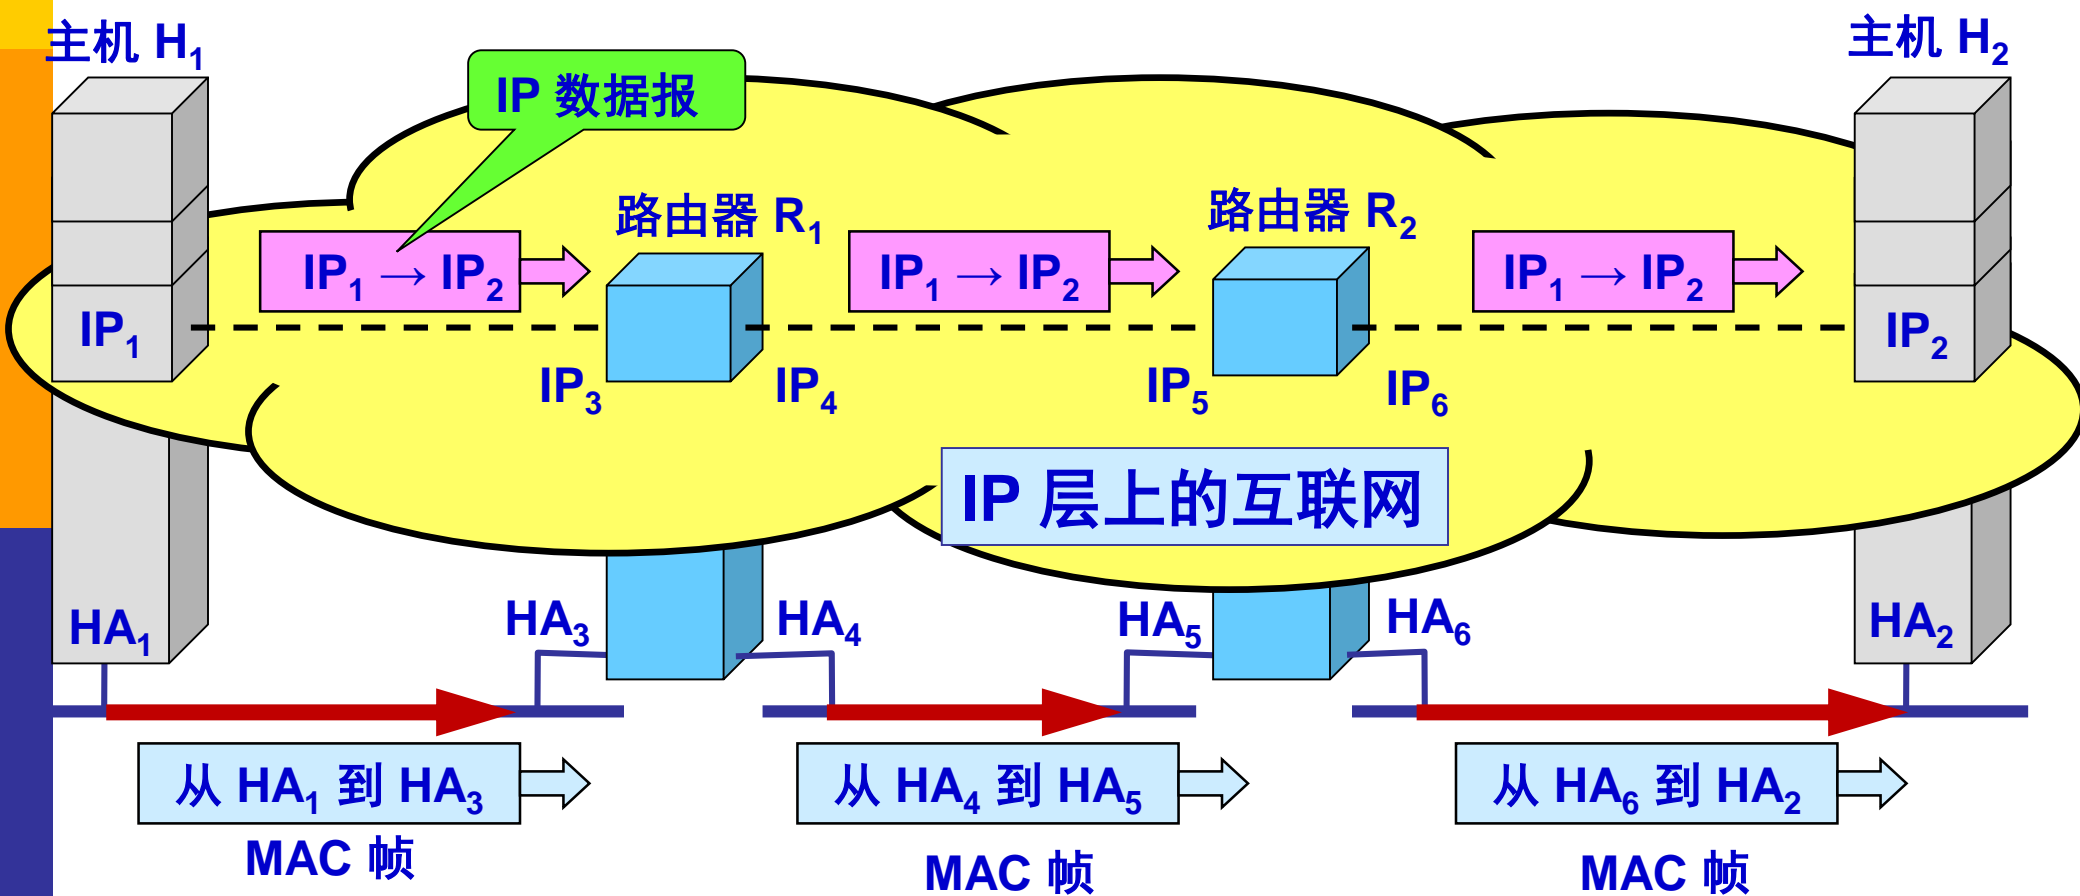 主机 H₁
主机 H₂
IP 数据报
路由器 R₁
路由器 R₂
IP₁ → IP₂
IP₁ → IP₂
IP₁ → IP₂
IP₁
IP₂
IP₃
IP₄
IP₅
IP₆
IP 层上的互联网
HA₁
HA₃
HA₄
HA₅
HA₆
HA₂
从 HA₁ 到 HA₃
从 HA₄ 到 HA₅
从 HA₆ 到 HA₂
MAC 帧
MAC 帧
MAC 帧